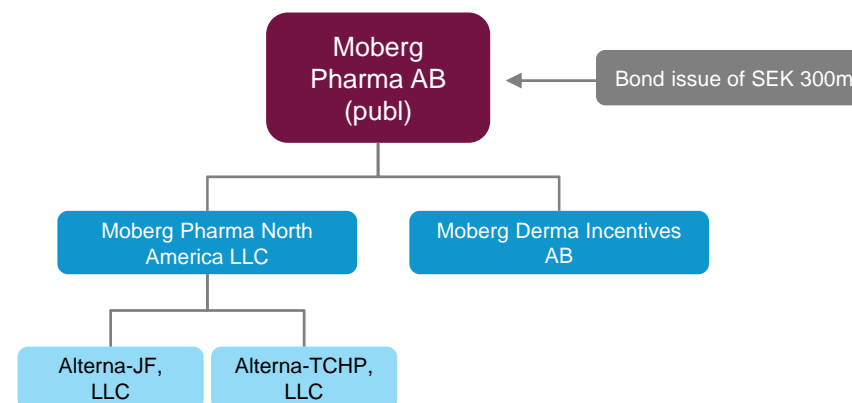 Moberg
Pharma AB
(publ)
Bond issue of SEK 300m
Moberg Pharma North
America LLC
Moberg Derma Incentives
AB
Alterna-JF,
LLC
Alterna-TCHP,
LLC